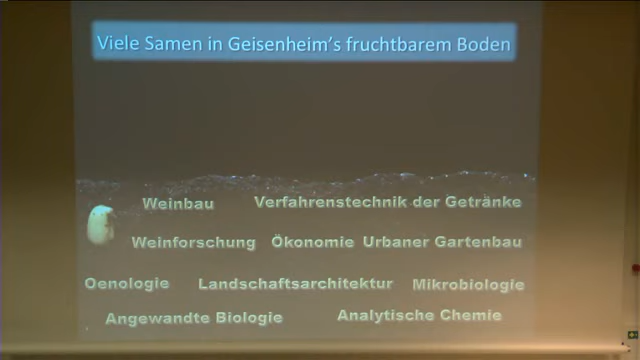 Viele Samen in Geisenheim's fruchtbarem Boden
Weinbau Verfahrenstechnik der Getränke
Weinforschung Ökonomie Urbaner Gartenbau
Oenologie Landschaftsarchitektur Mikrobiologie
Angewandte Biologie Analytische Chemie